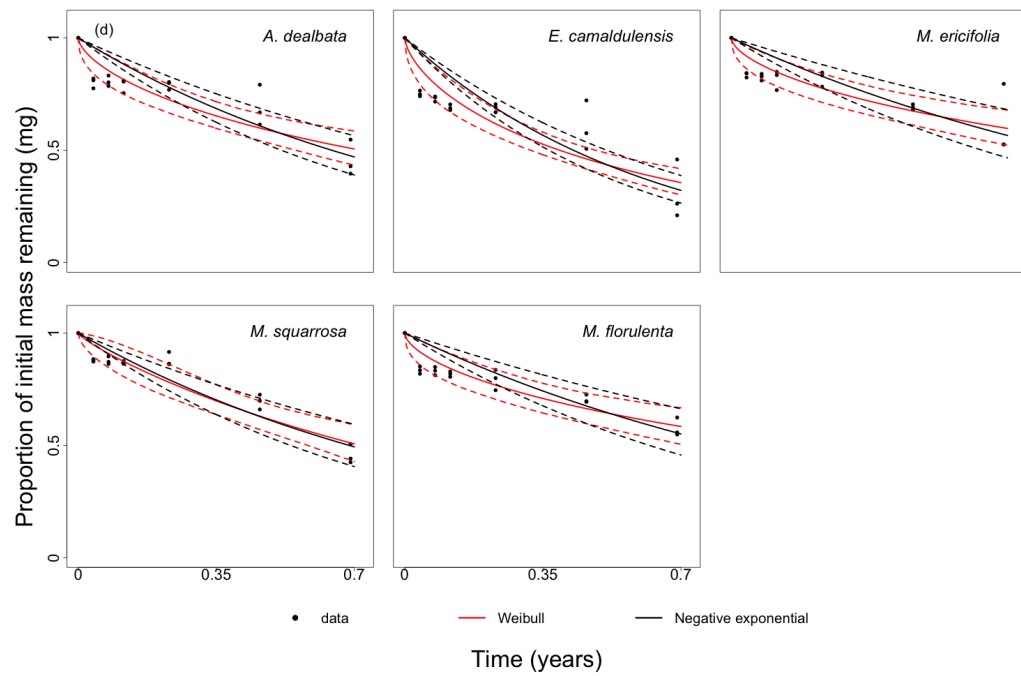 (d)
A. dealbata
E. camaldulensis
M. ericifolia
1
0.5
0
Proportion of initial mass remaining (mg)
M. squarrosa
M. florulenta
1
0.5
0
0 0.35 0.7
0 0.35 0.7
data Weibull Negative exponential
Time (years)